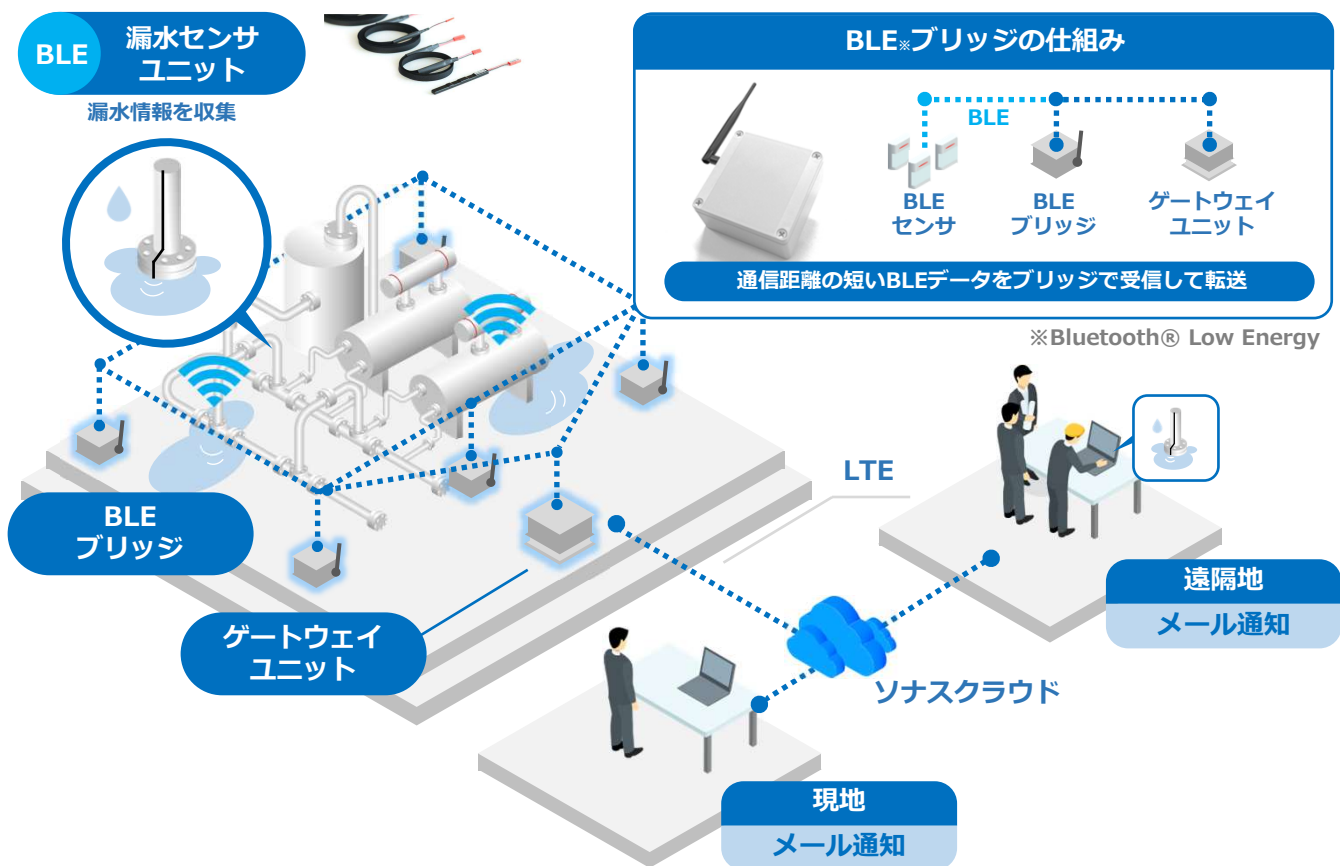 BLE
漏水センサ
ユニット
漏水情報を収集
BLE※ブリッジの仕組み
BLE
BLE
センサ
BLE
ブリッジ
ゲートウェイ
ユニット
通信距離の短いBLEデータをブリッジで受信して転送
※Bluetooth® Low Energy
LTE
BLE
ブリッジ
ゲートウェイ
ユニット
遠隔地
メール通知
ソナスクラウド
現地
メール通知